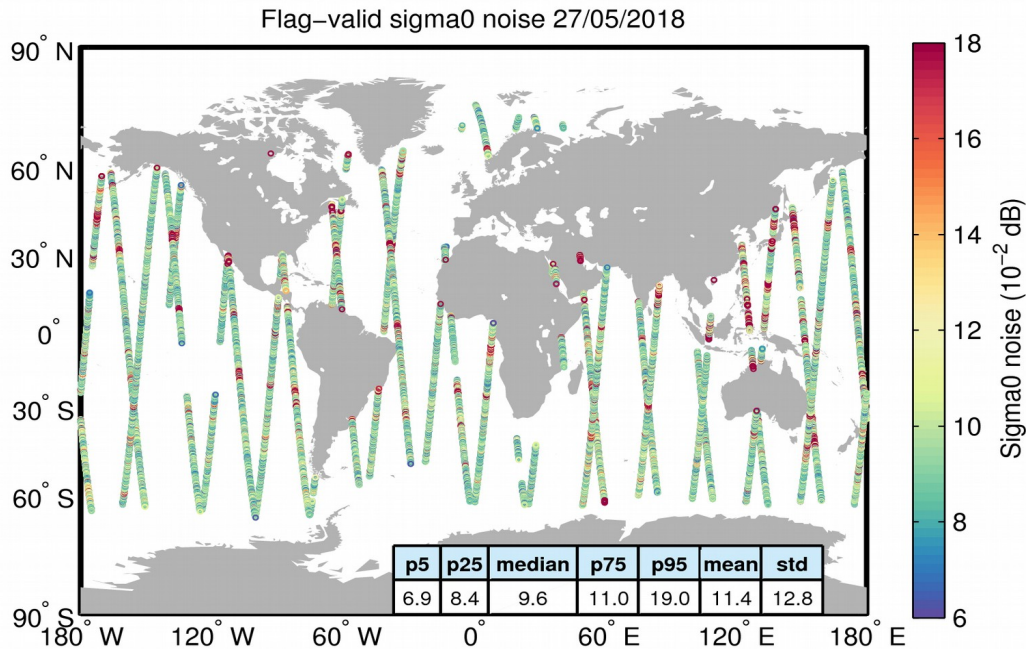 Flag−valid sigma0 noise 27/05/2018
90° N
60° N
30° N
0°
30° S
60° S
90° S
180° W
120° W
60° W
0°
60° E
120° E
180° E
p5 p25 median p75 p95 mean std
6.9 8.4 9.6 11.0 19.0 11.4 12.8
18
16
14
12
10
8
6
Sigma0 noise (10⁻² dB)